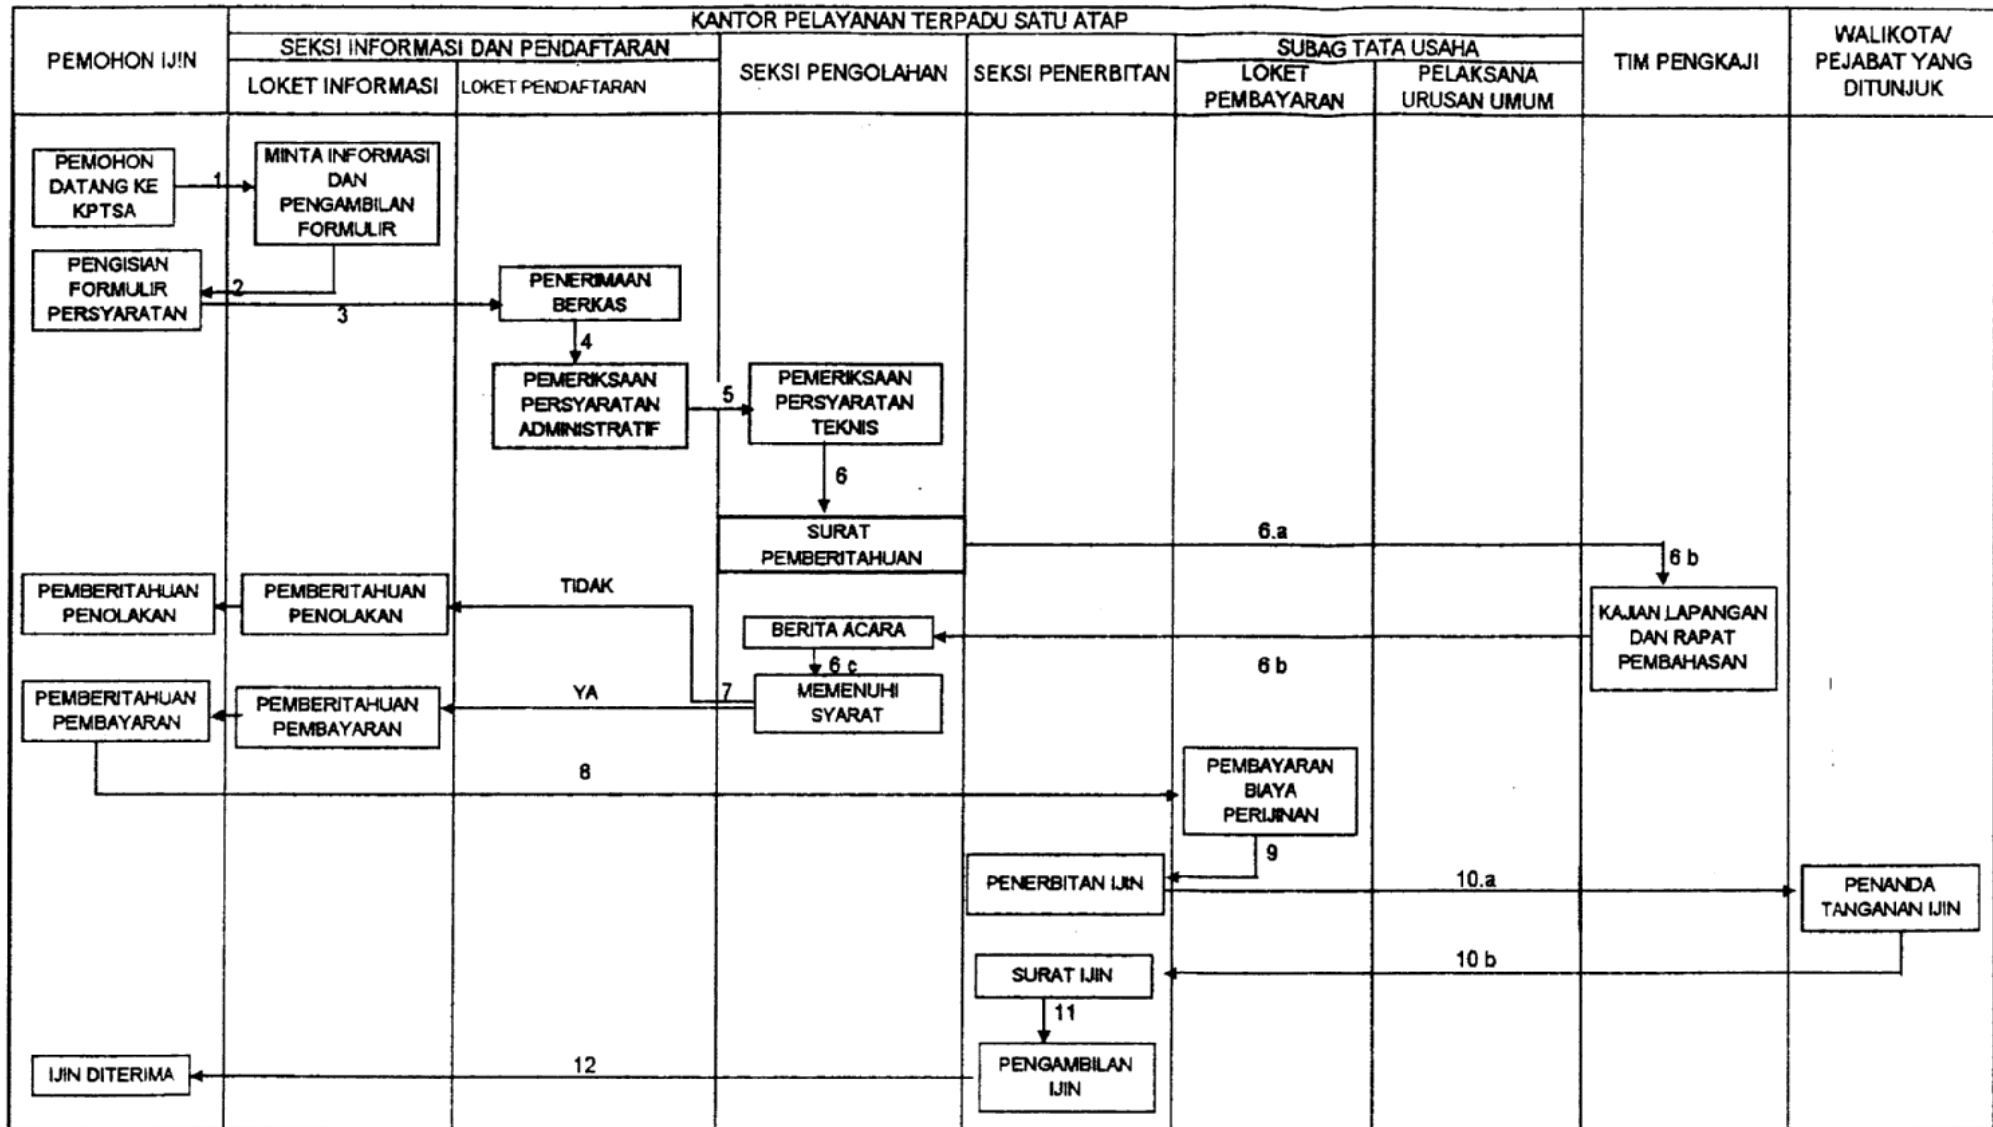 KANTOR PELAYANAN TERPADU SATU ATAP
PEMOHON IJIN
SEKSI INFORMASI DAN PENDAFTARAN
LOKET INFORMASI
LOKET PENDAFTARAN
SEKSI PENGOLAHAN
SEKSI PENERBITAN
SUBAG TATA USAHA
LOKET
PEMBAYARAN
PELAKSANA
URUSAN UMUM
TIM PENGKAJI
WALIKOTA/
PEJABAT YANG
DITUNJUK
PEMOHON
DATANG KE
KPTSA
1
MINTA INFORMASI
DAN
PENGAMBILAN
FORMULIR
PENGISIAN
FORMULIR
PERSYARATAN
2
3
PENERIMAAN
BERKAS
4
PEMERIKSAAN
PERSYARATAN
ADMINISTRATIF
5
PEMERIKSAAN
PERSYARATAN
TEKNIS
6
SURAT
PEMBERITAHUAN
6.a
6 b
KAJIAN LAPANGAN
DAN RAPAT
PEMBAHASAN
PEMBERITAHUAN
PENOLAKAN
PEMBERITAHUAN
PENOLAKAN
TIDAK
BERITA ACARA
6 b
6 c
MEMENUHI
SYARAT
7
YA
PEMBERITAHUAN
PEMBAYARAN
PEMBERITAHUAN
PEMBAYARAN
8
PEMBAYARAN
BIAYA
PERIJINAN
9
PENERBITAN IJIN
10.a
PENANDA
TANGANAN IJIN
10 b
SURAT IJIN
11
PENGAMBILAN
IJIN
12
IJIN DITERIMA